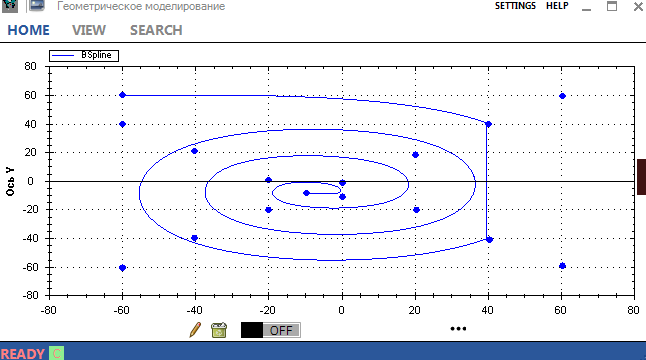 Геометрическое моделирование
SETTINGS HELP
HOME VIEW SEARCH
BSpline
Ось Y
80
60
40
20
0
-20
-40
-60
-80
-80 -60 -40 -20 0 20 40 60 80
OFF
READY C